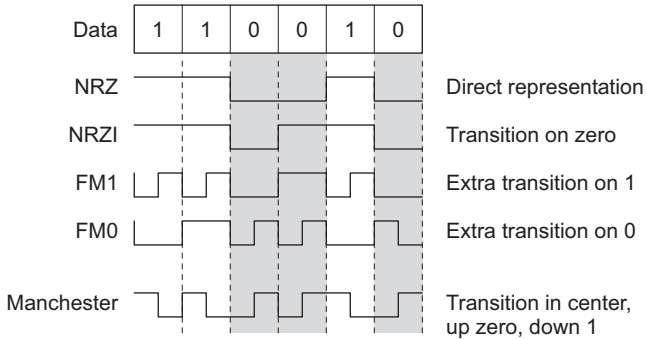 Data 1 1 0 0 1 0
NRZ Direct representation
NRZI Transition on zero
FM1 Extra transition on 1
FM0 Extra transition on 0
Manchester Transition in center,
up zero, down 1